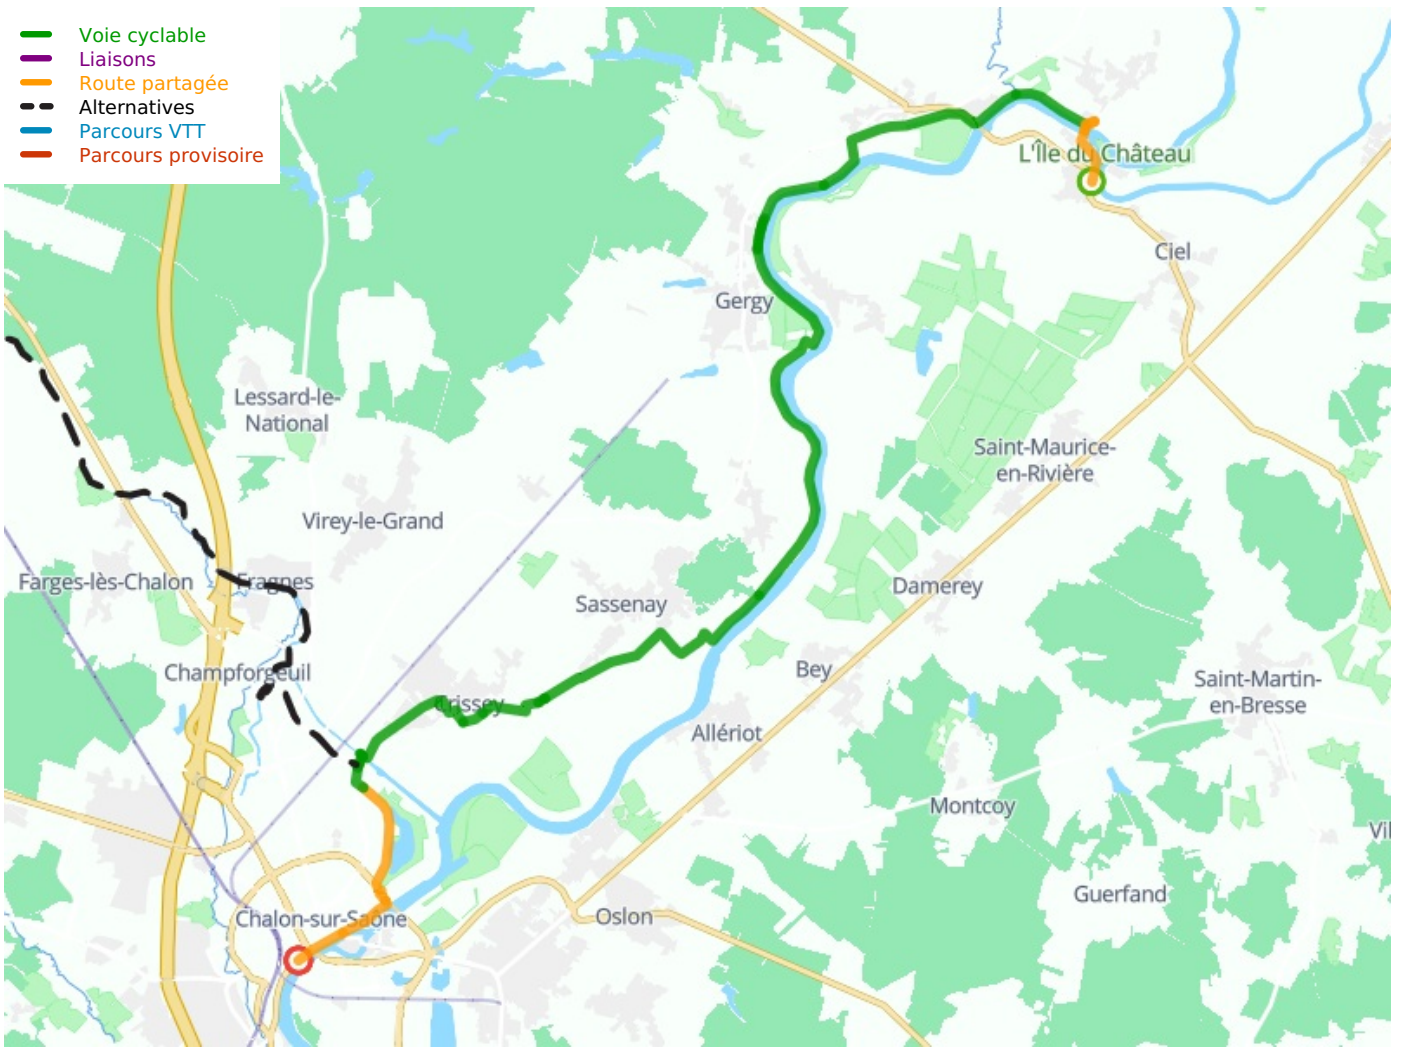 Voie cyclable
Liaisons
Route partagée
Alternatives
Parcours VTT
Parcours provisoire
L'Île du Château
Ciel
Gergy
Lessard-le-
National
Saint-Maurice-
en-Rivière
Virey-le-Grand
Farges-lès-Chalon
Fragnes
Damerey
Sassenay
Champforgeuil
Bey
Saint-Martin-
en-Bresse
Crissey
Allériot
Montcoy
Vil
Guerfand
Chalon-sur-Saône
Oslon